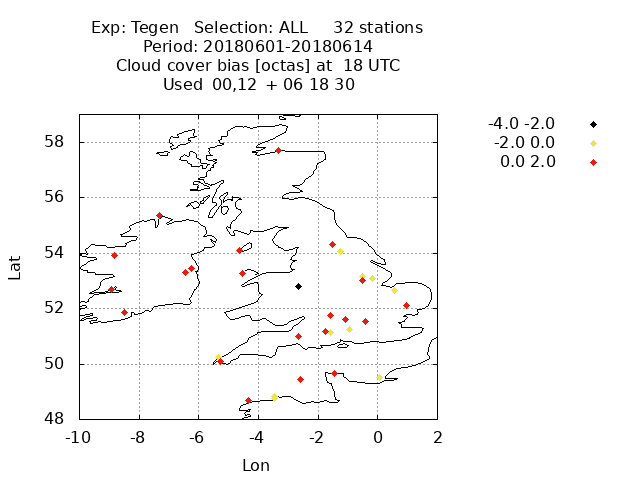 Exp: Tegen   Selection: ALL     32 stations
Period: 20180601-20180614
Cloud cover bias [octas] at  18 UTC
Used  00,12  + 06 18 30
-4.0 -2.0
-2.0 0.0
0.0 2.0
58
56
54
52
50
48
Lat
-10 -8 -6 -4 -2 0 2
Lon